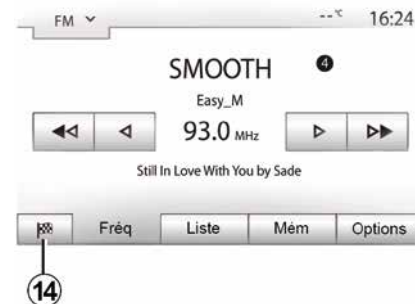 FM --°C 16:24
SMOOTH 4
Easy_M
93.0 MHz
Still In Love With You by Sade
Fréq Liste Mém Options
14